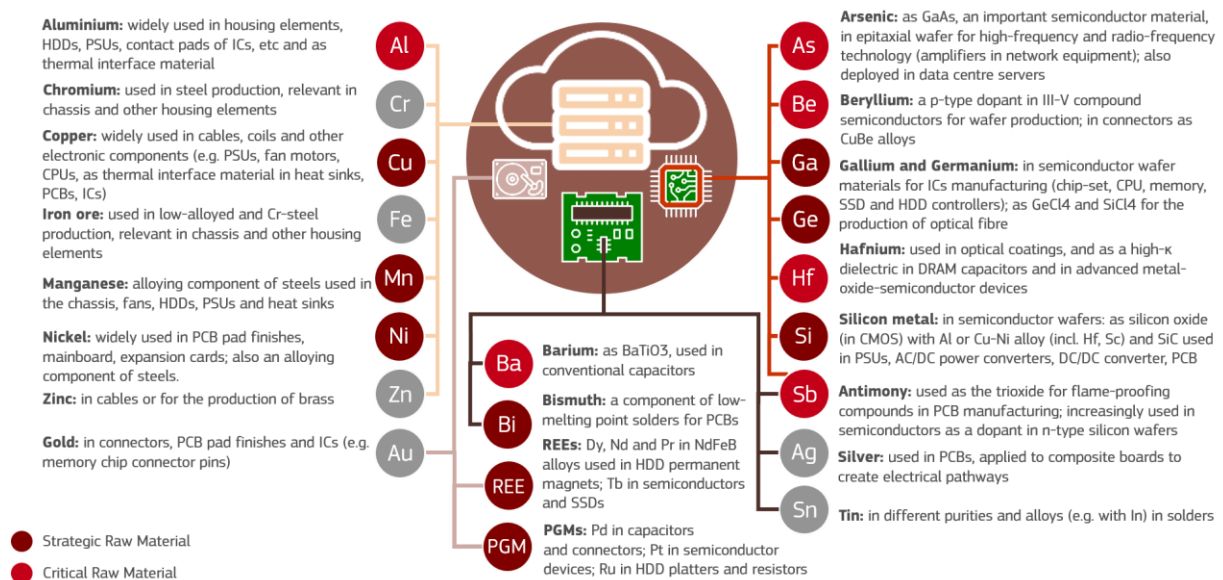 Aluminium: widely used in housing elements,
HDDs, PSUs, contact pads of ICs, etc and as
thermal interface material
Al
Chromium: used in steel production, relevant in
chassis and other housing elements
Cr
Copper: widely used in cables, coils and other
electronic components (e.g. PSUs, fan motors,
CPUs, as thermal interface material in heat sinks,
PCBs, ICs)
Cu
Iron ore: used in low-alloyed and Cr-steel
production, relevant in chassis and other housing
elements
Fe
Manganese: alloying component of steels used in
the chassis, fans, HDDs, PSUs and heat sinks
Mn
Nickel: widely used in PCB pad finishes,
mainboard, expansion cards; also an alloying
component of steels.
Ni
Zinc: in cables or for the production of brass
Zn
Gold: in connectors, PCB pad finishes and ICs (e.g.
memory chip connector pins)
Au
Strategic Raw Material
Critical Raw Material
Ba
Barium: as BaTiO3, used in
conventional capacitors
Bi
Bismuth: a component of low-
melting point solders for PCBs
REE
REEs: Dy, Nd and Pr in NdFeB
alloys used in HDD permanent
magnets; Tb in semiconductors
and SSDs
PGM
PGMs: Pd in capacitors
and connectors; Pt in semiconductor
devices; Ru in HDD platters and resistors
As
Arsenic: as GaAs, an important semiconductor material,
in epitaxial wafer for high-frequency and radio-frequency
technology (amplifiers in network equipment); also
deployed in data centre servers
Be
Beryllium: a p-type dopant in III-V compound
semiconductors for wafer production; in connectors as
CuBe alloys
Ga
Ge
Gallium and Germanium: in semiconductor wafer
materials for ICs manufacturing (chip-set, CPU, memory,
SSD and HDD controllers); as GeCl4 and SiCl4 for the
production of optical fibre
Hf
Hafnium: used in optical coatings, and as a high-κ
dielectric in DRAM capacitors and in advanced metal-
oxide-semiconductor devices
Si
Silicon metal: in semiconductor wafers: as silicon oxide
(in CMOS) with Al or Cu-Ni alloy (incl. Hf, Sc) and SiC used
in PSUs, AC/DC power converters, DC/DC converter, PCB
Sb
Antimony: used as the trioxide for flame-proofing
compounds in PCB manufacturing; increasingly used in
semiconductors as a dopant in n-type silicon wafers
Ag
Silver: used in PCBs, applied to composite boards to
create electrical pathways
Sn
Tin: in different purities and alloys (e.g. with In) in solders